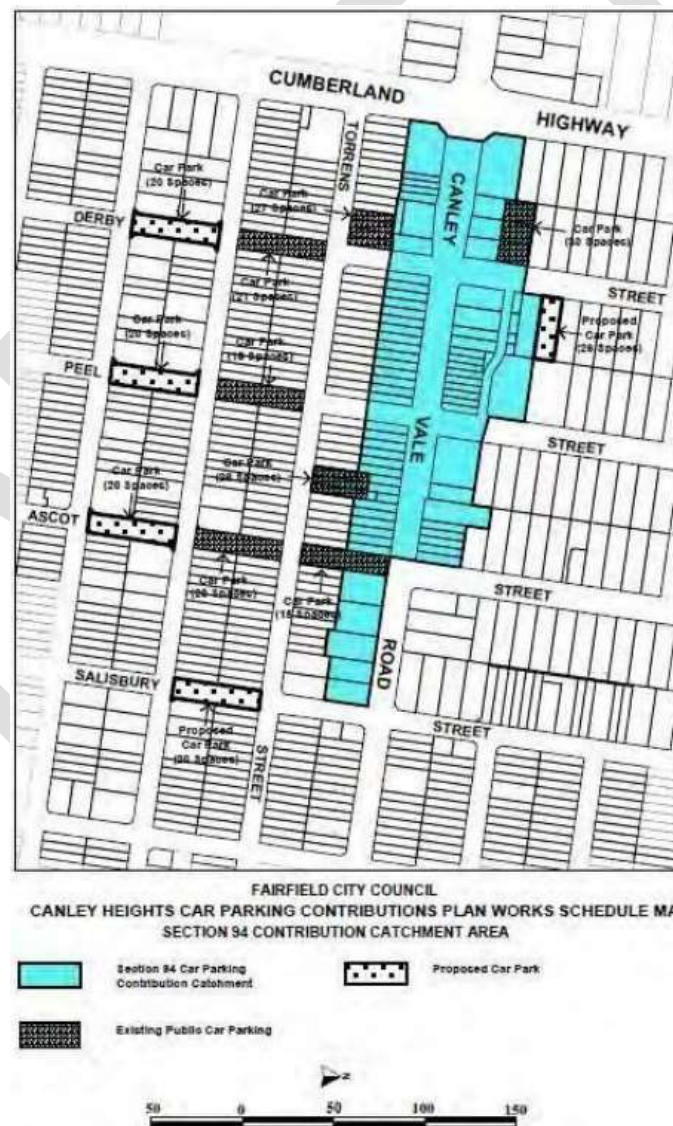 CUMBERLAND
HIGHWAY
TORRENS
CANLEY
Car Park
(20 Spaces)
Car Park
DERBY
Car Park
STREET
Car Park
(21 Spaces)
Proposed
Car Park
Car Park
(20 Spaces)
Car Park
PEEL
VALE
STREET
Car Park
Car Park
(20 Spaces)
ASCOT
Car Park
Car Park
STREET
ROAD
SALISBURY
STREET
Proposed
Car Park
STREET
FAIRFIELD CITY COUNCIL
CANLEY HEIGHTS CAR PARKING CONTRIBUTIONS PLAN WORKS SCHEDULE MA
SECTION 94 CONTRIBUTION CATCHMENT AREA
Section 94 Car Parking
Contribution Catchment
Proposed Car Park
Existing Public Car Parking
N
50 0 50 100 150